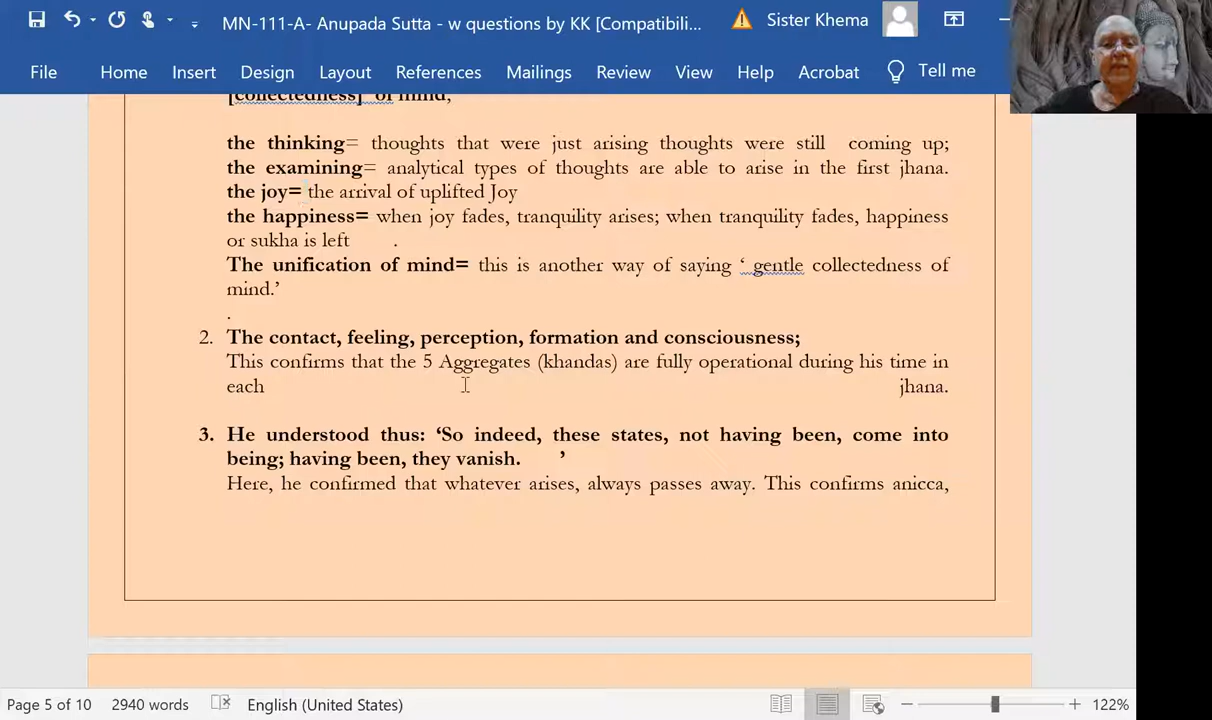 MN-111-A- Anupada Sutta - w questions by KK [Compatibili... Sister Khema
File Home Insert Design Layout References Mailings Review View Help Acrobat Tell me
[collectedness] of mind;
the thinking= thoughts that were just arising thoughts were still coming up;
the examining= analytical types of thoughts are able to arise in the first jhana.
the joy= the arrival of uplifted Joy
the happiness= when joy fades, tranquility arises; when tranquility fades, happiness
or sukha is left .
The unification of mind= this is another way of saying ‘ gentle collectedness of
mind.’
.
2. The contact, feeling, perception, formation and consciousness;
This confirms that the 5 Aggregates (khandas) are fully operational during his time in
each jhana.
3. He understood thus: ‘So indeed, these states, not having been, come into
being; having been, they vanish. ’
Here, he confirmed that whatever arises, always passes away. This confirms anicca,
Page 5 of 10 2940 words English (United States) 122%